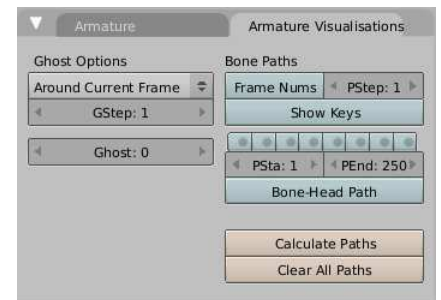 Armature Armature Visualisations
Ghost Options Bone Paths
Around Current Frame Frame Nums PStep: 1
GStep: 1 Show Keys
Ghost: 0
PSta: 1 PEnd: 250
Bone-Head Path
Calculate Paths
Clear All Paths